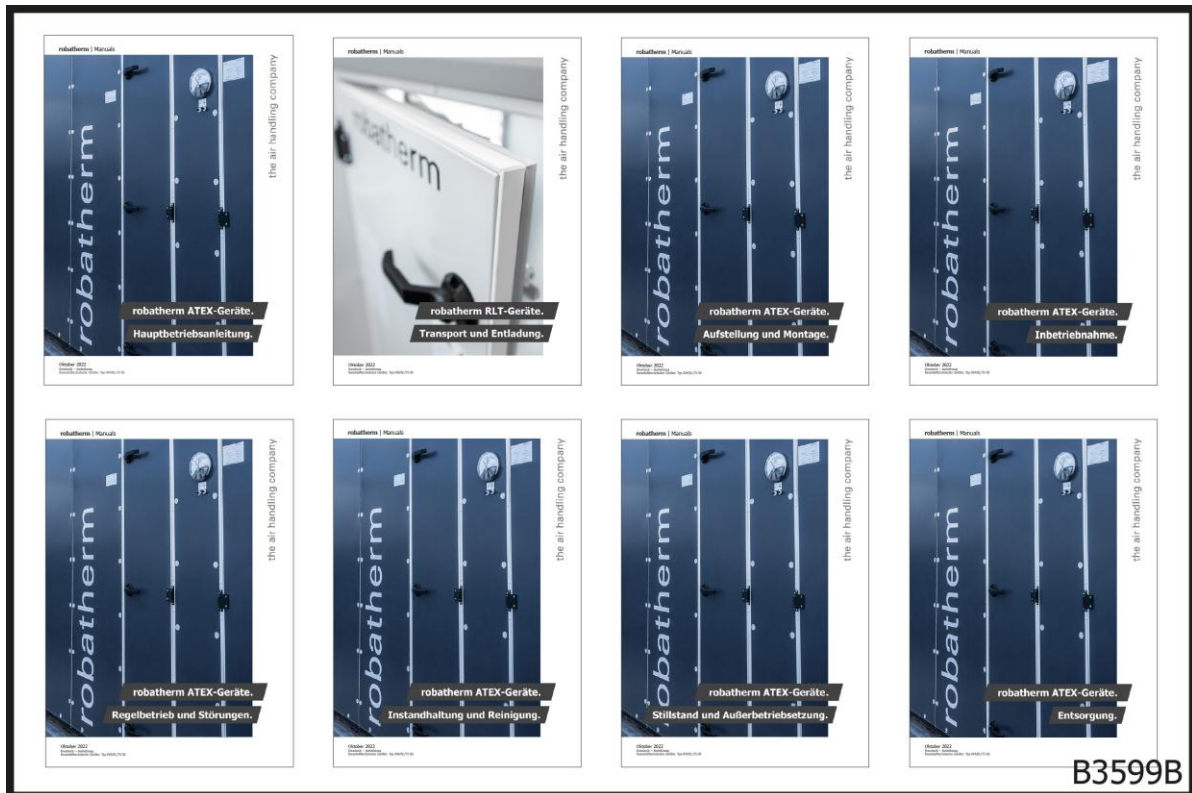 robatherm | Manuals
the air handling company
robatherm
robatherm ATEX-Geräte.
Hauptbetriebsanleitung.
Oktober 2022
robatherm | Manuals
the air handling company
robatherm
robatherm RLT-Geräte.
Transport und Entladung.
Oktober 2022
robatherm | Manuals
the air handling company
robatherm
robatherm ATEX-Geräte.
Aufstellung und Montage.
Oktober 2022
robatherm | Manuals
the air handling company
robatherm
robatherm ATEX-Geräte.
Inbetriebnahme.
Oktober 2022
robatherm | Manuals
the air handling company
robatherm
robatherm ATEX-Geräte.
Regelbetrieb und Störungen.
Oktober 2022
robatherm | Manuals
the air handling company
robatherm
robatherm ATEX-Geräte.
Instandhaltung und Reinigung.
Oktober 2022
robatherm | Manuals
the air handling company
robatherm
robatherm ATEX-Geräte.
Stillstand und Außerbetriebsetzung.
Oktober 2022
robatherm | Manuals
the air handling company
robatherm
robatherm ATEX-Geräte.
Entsorgung.
Oktober 2022
B3599B